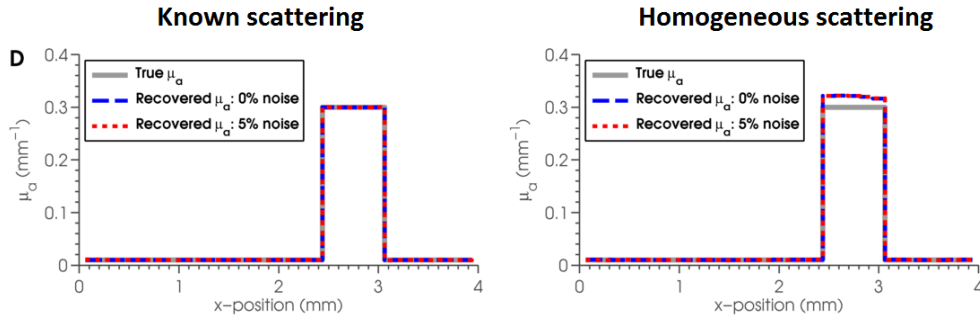 Known scattering
Homogeneous scattering
D
0.4
0.3
0.2
0.1
0
μa (mm⁻¹)
True μa
Recovered μa: 0% noise
Recovered μa: 5% noise
0
1
2
3
4
x–position (mm)
0.4
0.3
0.2
0.1
0
μa (mm⁻¹)
True μa
Recovered μa: 0% noise
Recovered μa: 5% noise
0
1
2
3
4
x–position (mm)